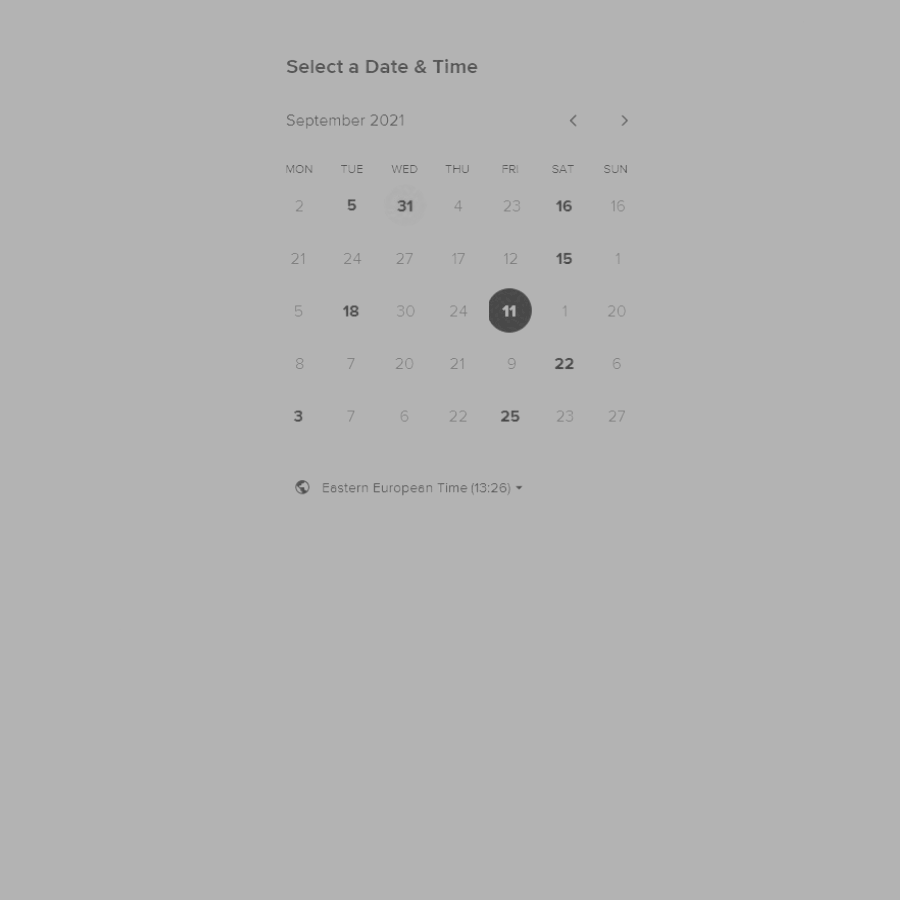 Select a Date & Time
September 2021
MON TUE WED THU FRI SAT SUN
2 5 31 4 23 16 16
21 24 27 17 12 15 1
5 18 30 24 11 1 20
8 7 20 21 9 22 6
3 7 6 22 25 23 27
Eastern European Time (13:26)